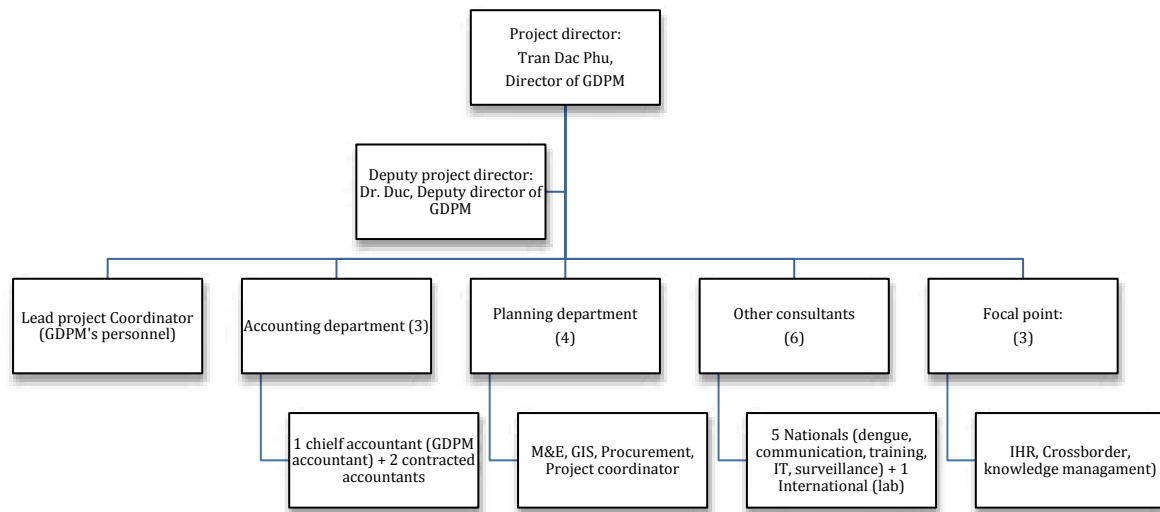 Project director:
Tran Dac Phu,
Director of GDPM
Deputy project director:
Dr. Duc, Deputy director of
GDPM
Lead project Coordinator
(GDPM's personnel)
Accounting department (3)
Planning department
(4)
Other consultants
(6)
Focal point:
(3)
1 chielf accountant (GDPM
accountant) + 2 contracted
accountants
M&E, GIS, Procurement,
Project coordinator
5 Nationals (dengue,
communication, training,
IT, surveillance) + 1
International (lab)
IHR, Crossborder,
knowledge managament)